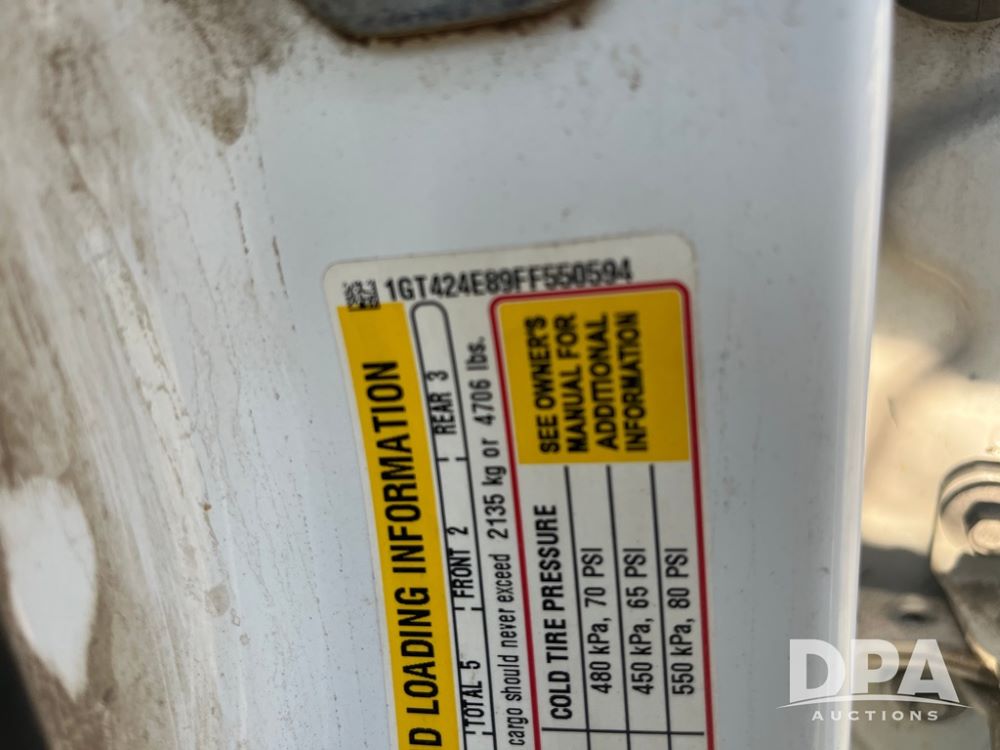 1GT424E89FF550594
D LOADING INFORMATION
TOTAL 5 FRONT 2 REAR 3
cargo should never exceed 2135 kg or 4706 lbs.
COLD TIRE PRESSURE
480 kPa, 70 PSI
450 kPa, 65 PSI
550 kPa, 80 PSI
SEE OWNER'S
MANUAL FOR
ADDITIONAL
INFORMATION
DPA
AUCTIONS